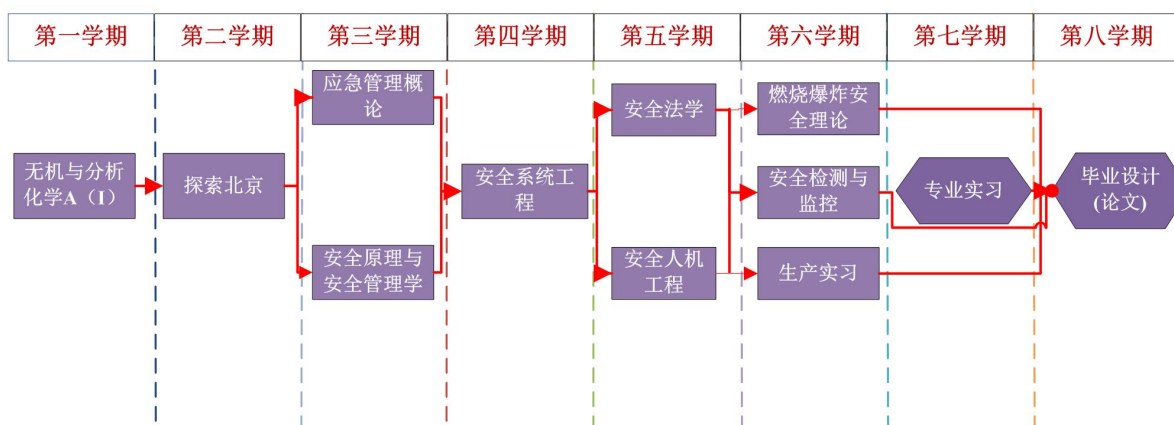 第一学期
第二学期
第三学期
第四学期
第五学期
第六学期
第七学期
第八学期
无机与分析
化学A（I）
探索北京
应急管理概
论
安全原理与
安全管理学
安全系统工
程
安全法学
安全人机
工程
燃烧爆炸安
全理论
安全检测与
监控
生产实习
专业实习
毕业设计
(论文)